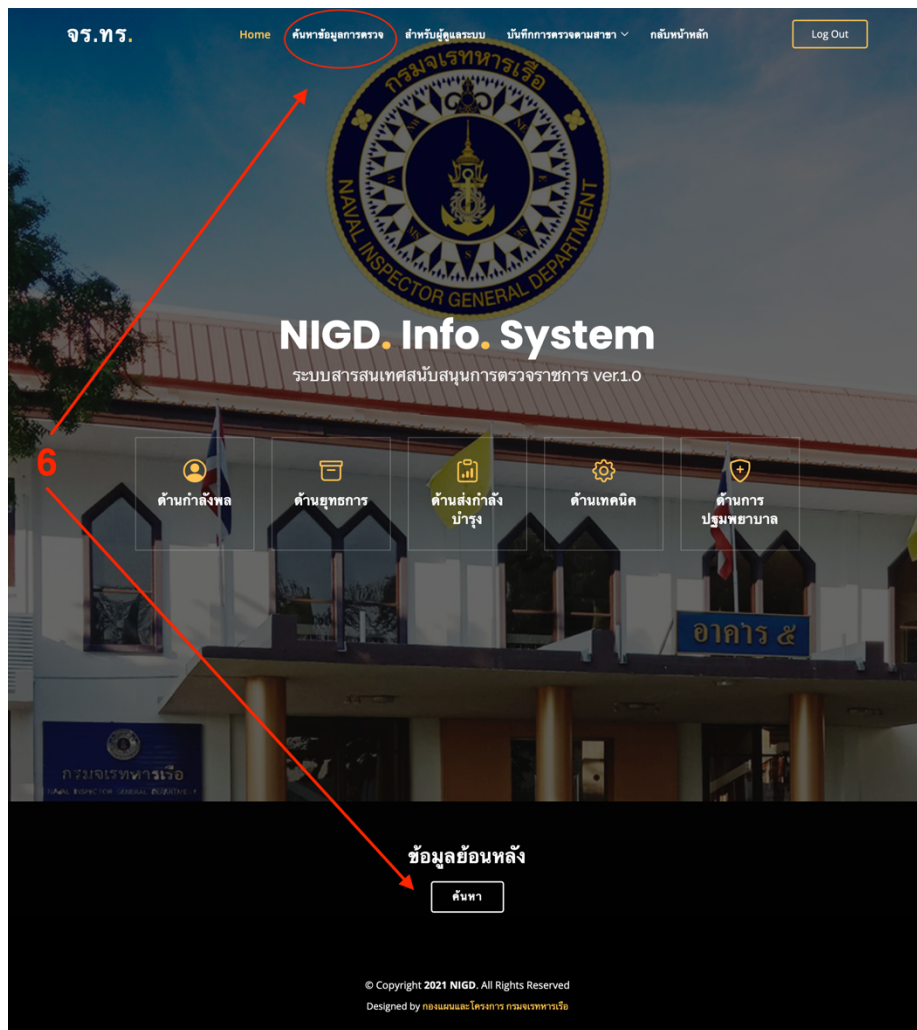 จร.ทร.
Home ค้นหาข้อมูลการตรวจ สำหรับผู้ดูแลระบบ บันทึกการตรวจตามสาขา กลับหน้าหลัก Log Out
กรมจเรทหารเรือ
NW NE
W E
S
NAVAL INSPECTOR GENERAL DEPARTMENT
NIGD. Info. System
ระบบสารสนเทศสนับสนุนการตรวจราชการ ver.1.0
6
ด้านกำลังพล ด้านยุทธการ ด้านส่งกำลัง ด้านเทคนิค ด้านการ
บำรุง ปฐมพยาบาล
อาคาร ๕
กรมจเรทหารเรือ
NAVAL INSPECTOR GENERAL DEPARTMENT
ข้อมูลย้อนหลัง
ค้นหา
© Copyright 2021 NIGD. All Rights Reserved
Designed by กองแผนและโครงการ กรมจเรทหารเรือ